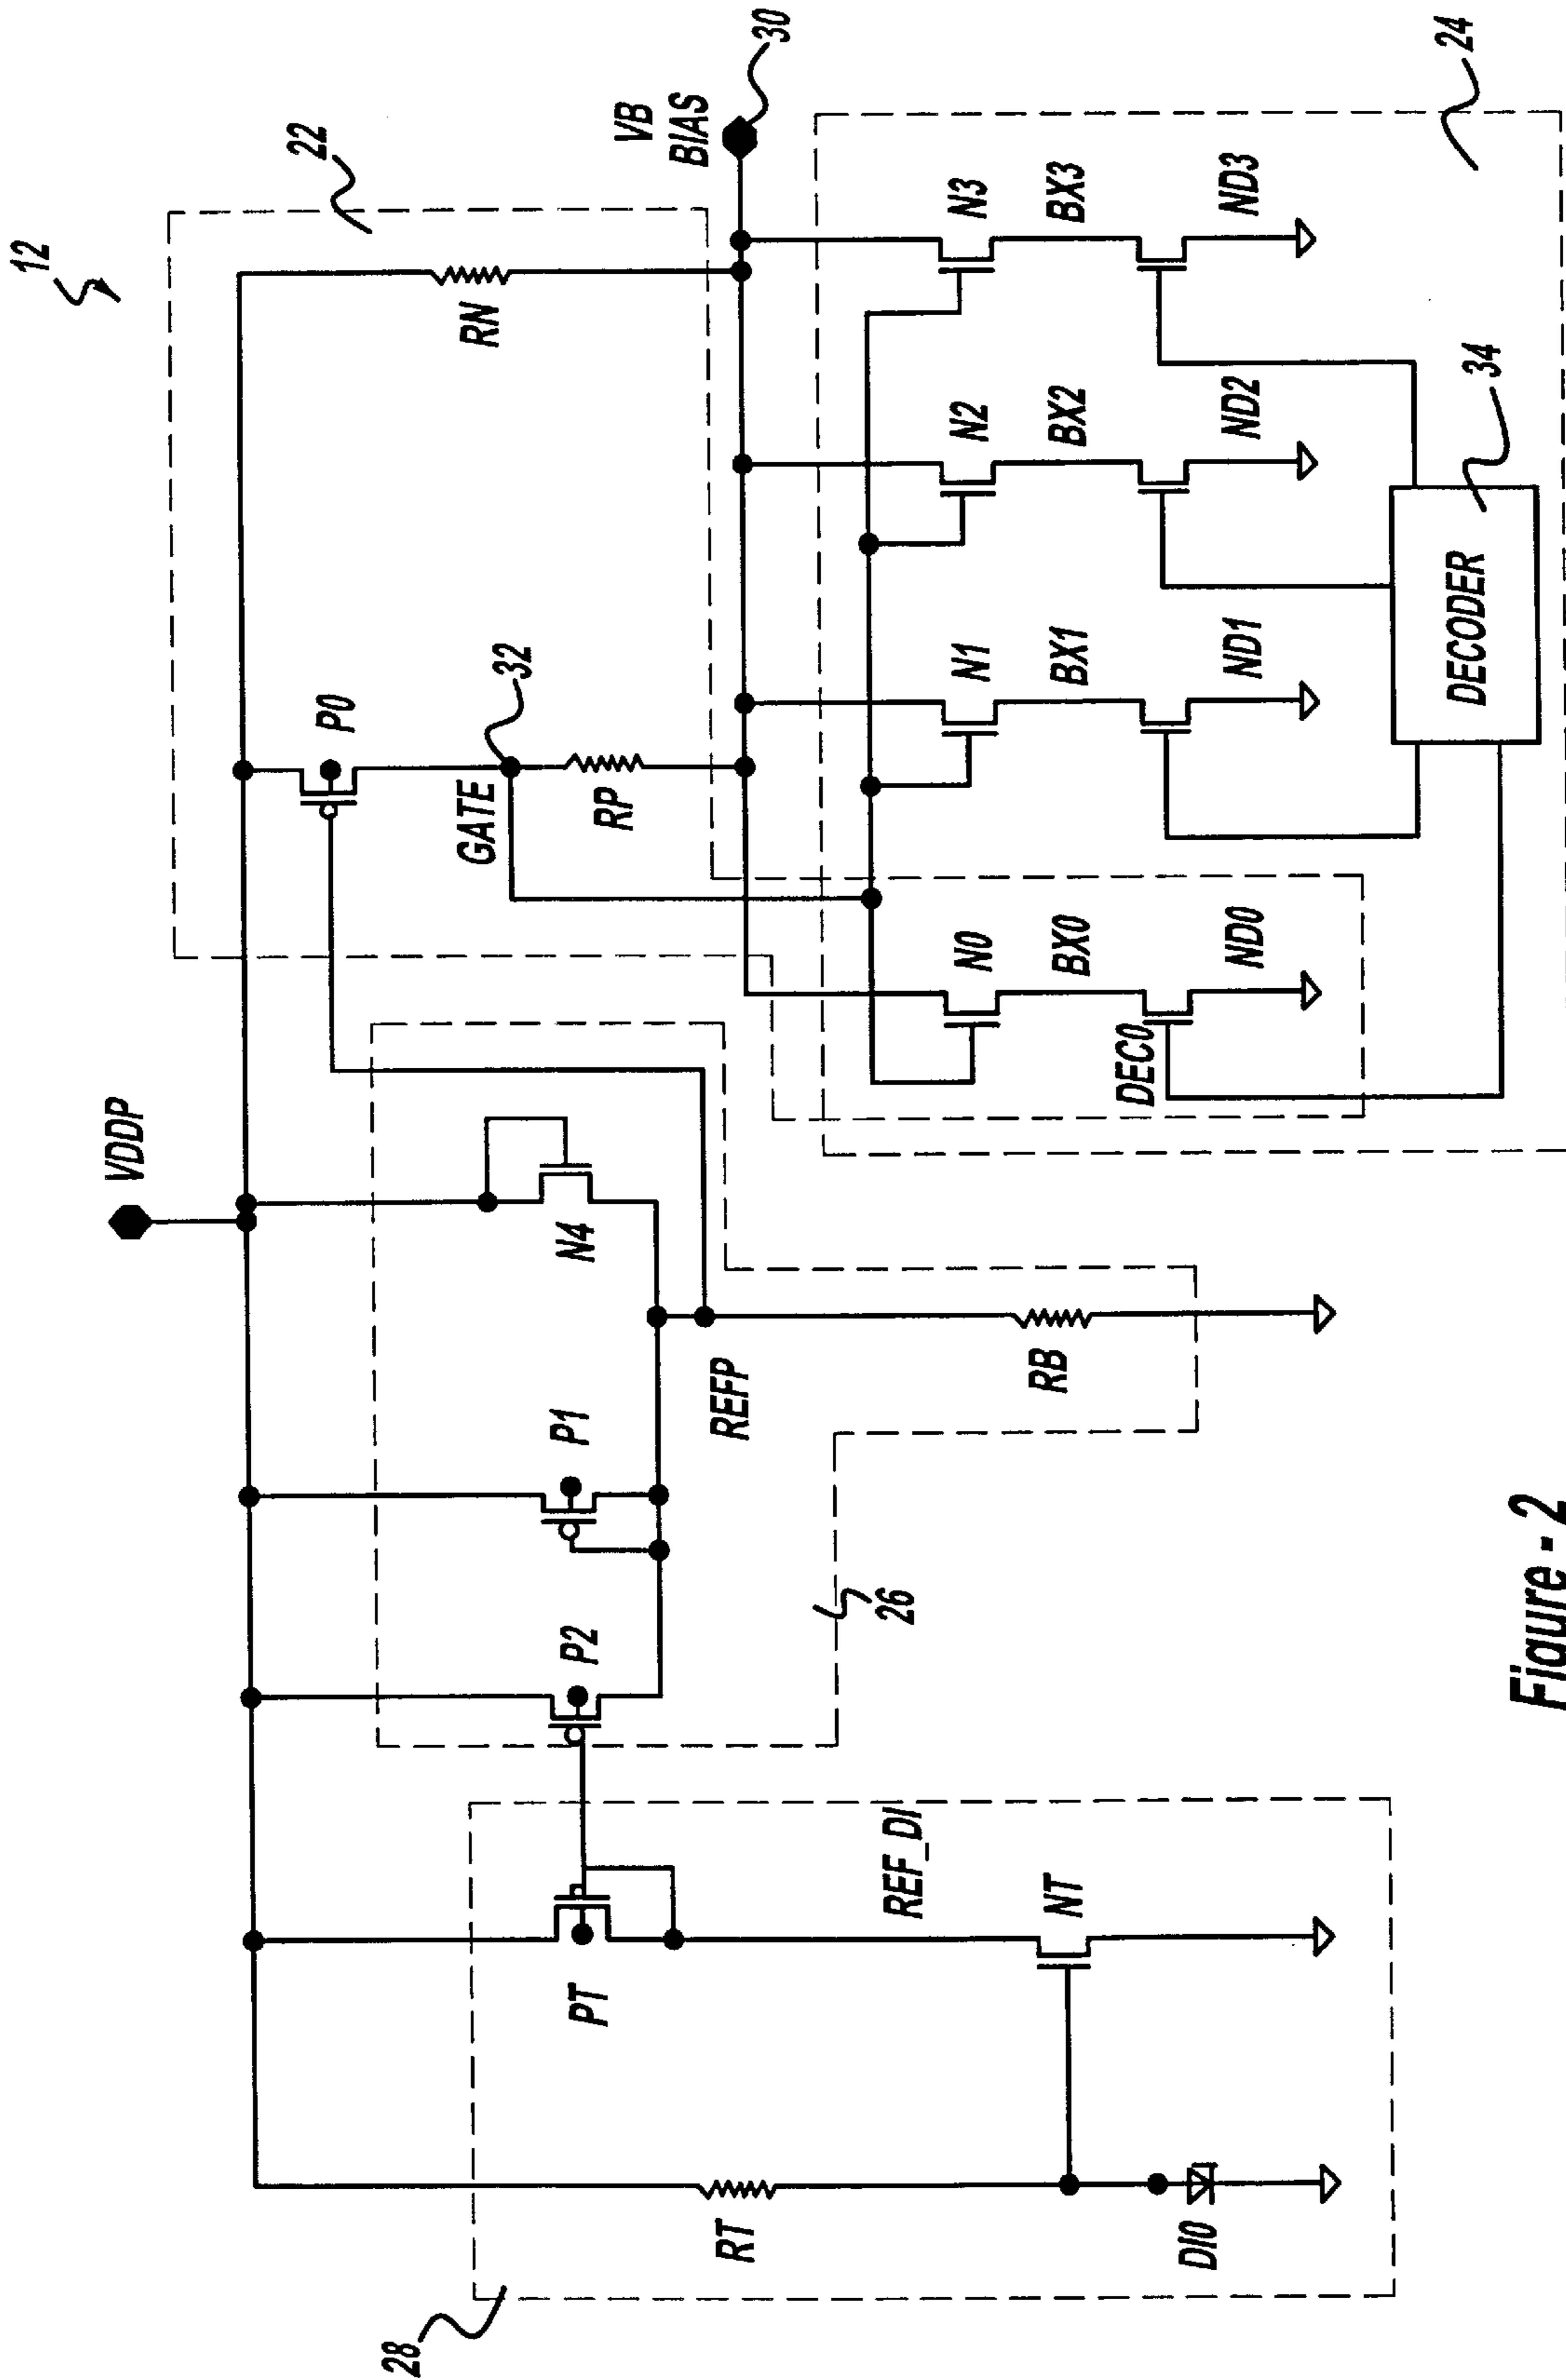 12
VDDP
22
P0
RN
32
GATE
RP
VB
BIAS
30
P2
P1
N4
REFP
RB
26
28
PT
RT
REF_DI
NT
DI0
N0
N1
N2
N3
BX0
BX1
BX2
BX3
DEC0
ND0
ND1
ND2
ND3
DECODER
34
24
Figure - 2